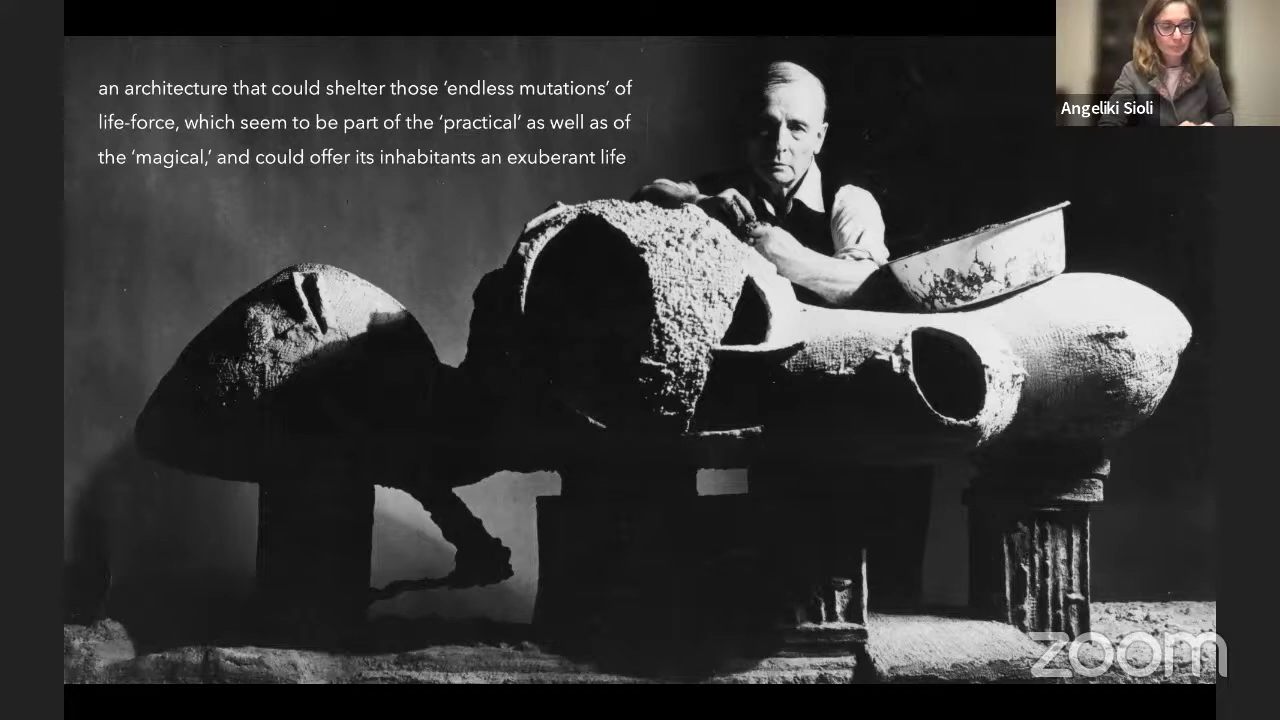 an architecture that could shelter those ‘endless mutations’ of
life-force, which seem to be part of the ‘practical’ as well as of
the ‘magical,’ and could offer its inhabitants an exuberant life
Angeliki Sioli
zoom